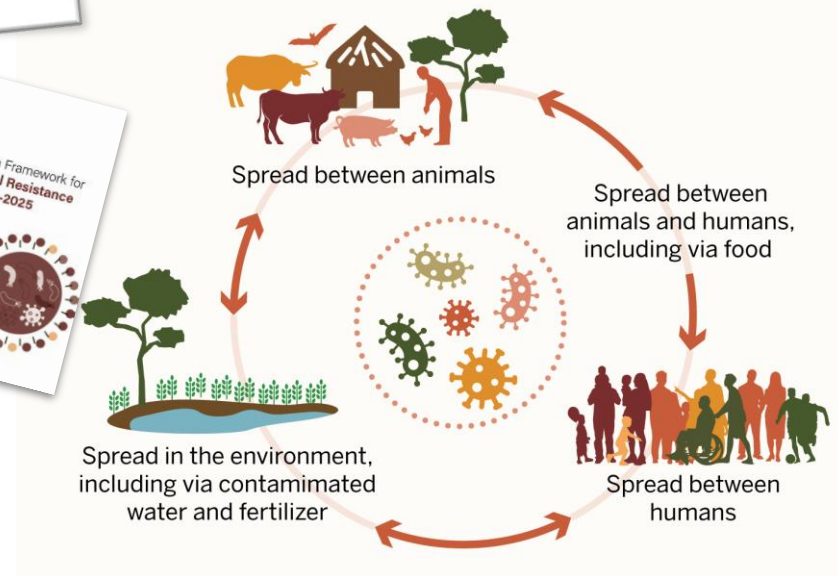 Framework for
l Resistance
-2025
Spread between animals
Spread between
animals and humans,
including via food
Spread in the environment,
including via contamimated
water and fertilizer
Spread between
humans